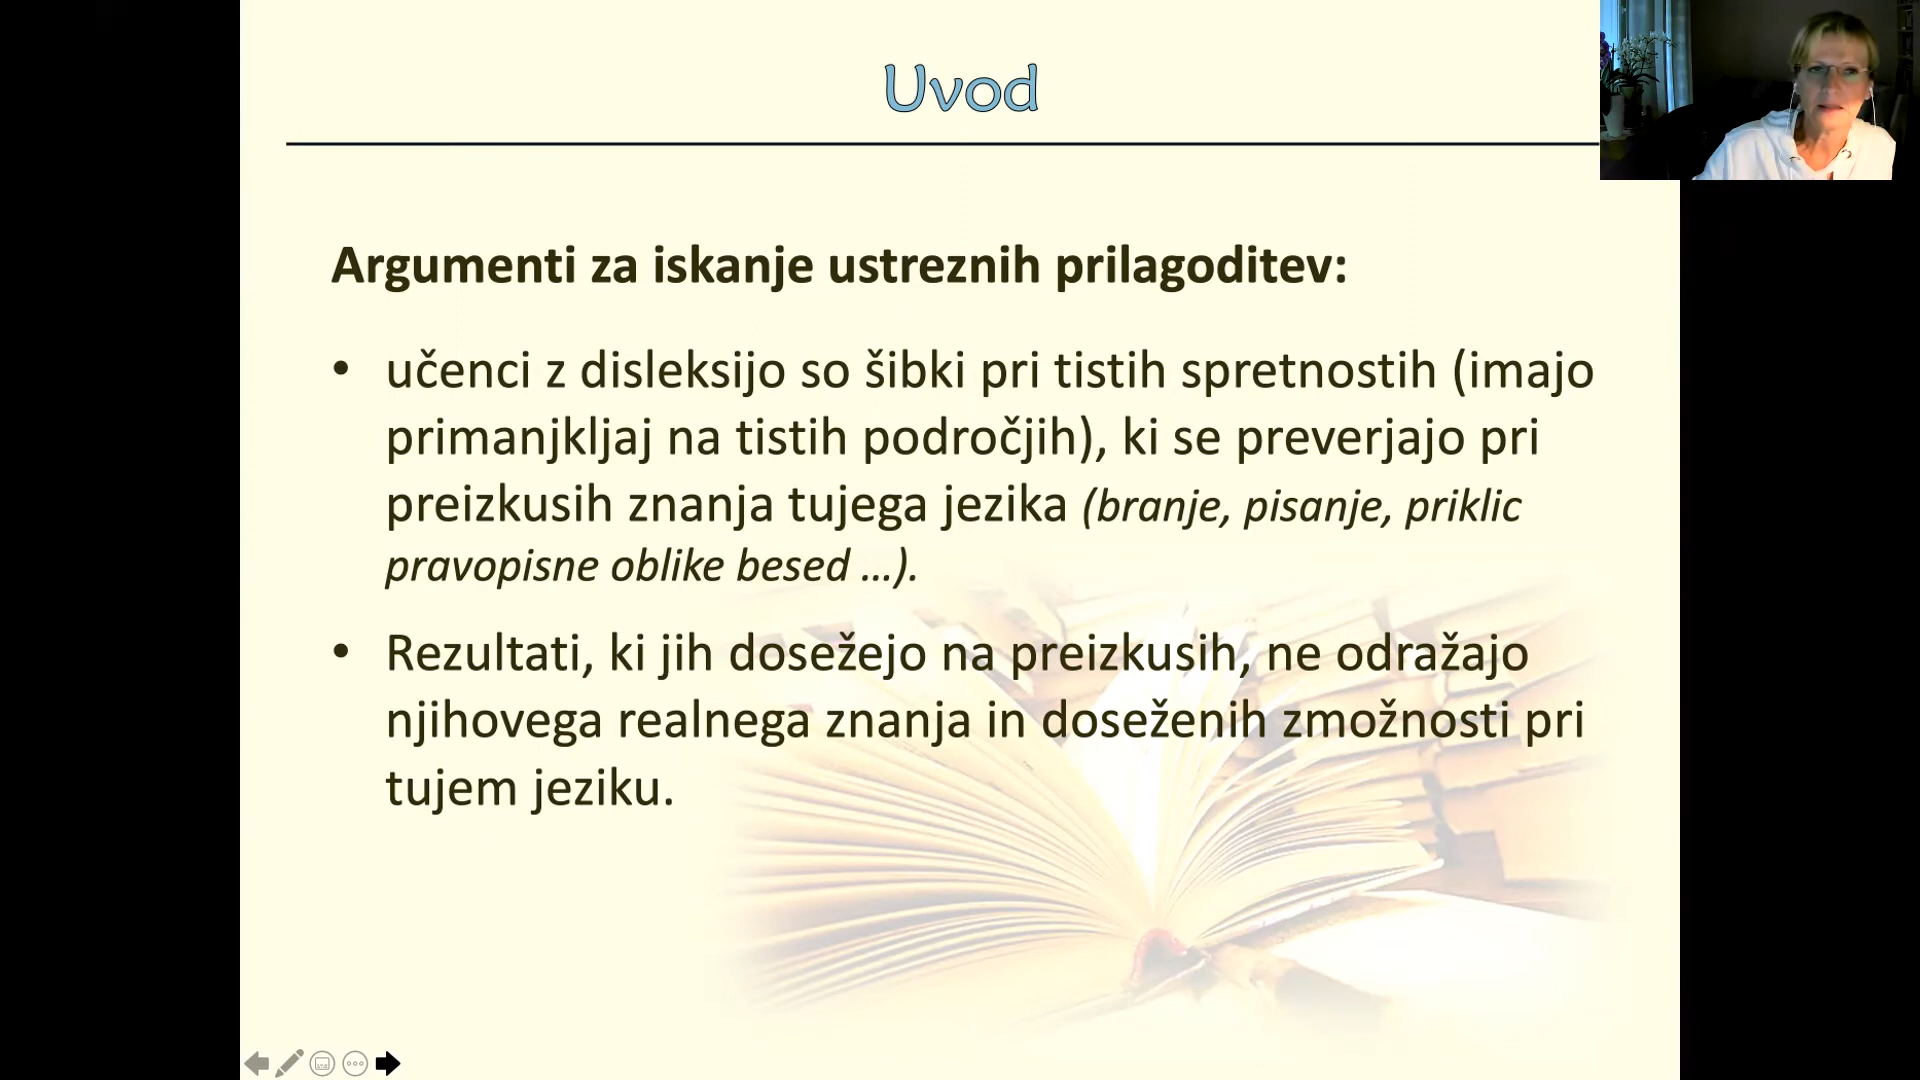 Uvod
Argumenti za iskanje ustreznih prilagoditev:
• učenci z disleksijo so šibki pri tistih spretnostih (imajo
primanjkljaj na tistih področjih), ki se preverjajo pri
preizkusih znanja tujega jezika (branje, pisanje, priklic
pravopisne oblike besed ...).
• Rezultati, ki jih dosežejo na preizkusih, ne odražajo
njihovega realnega znanja in doseženih zmožnosti pri
tujem jeziku.